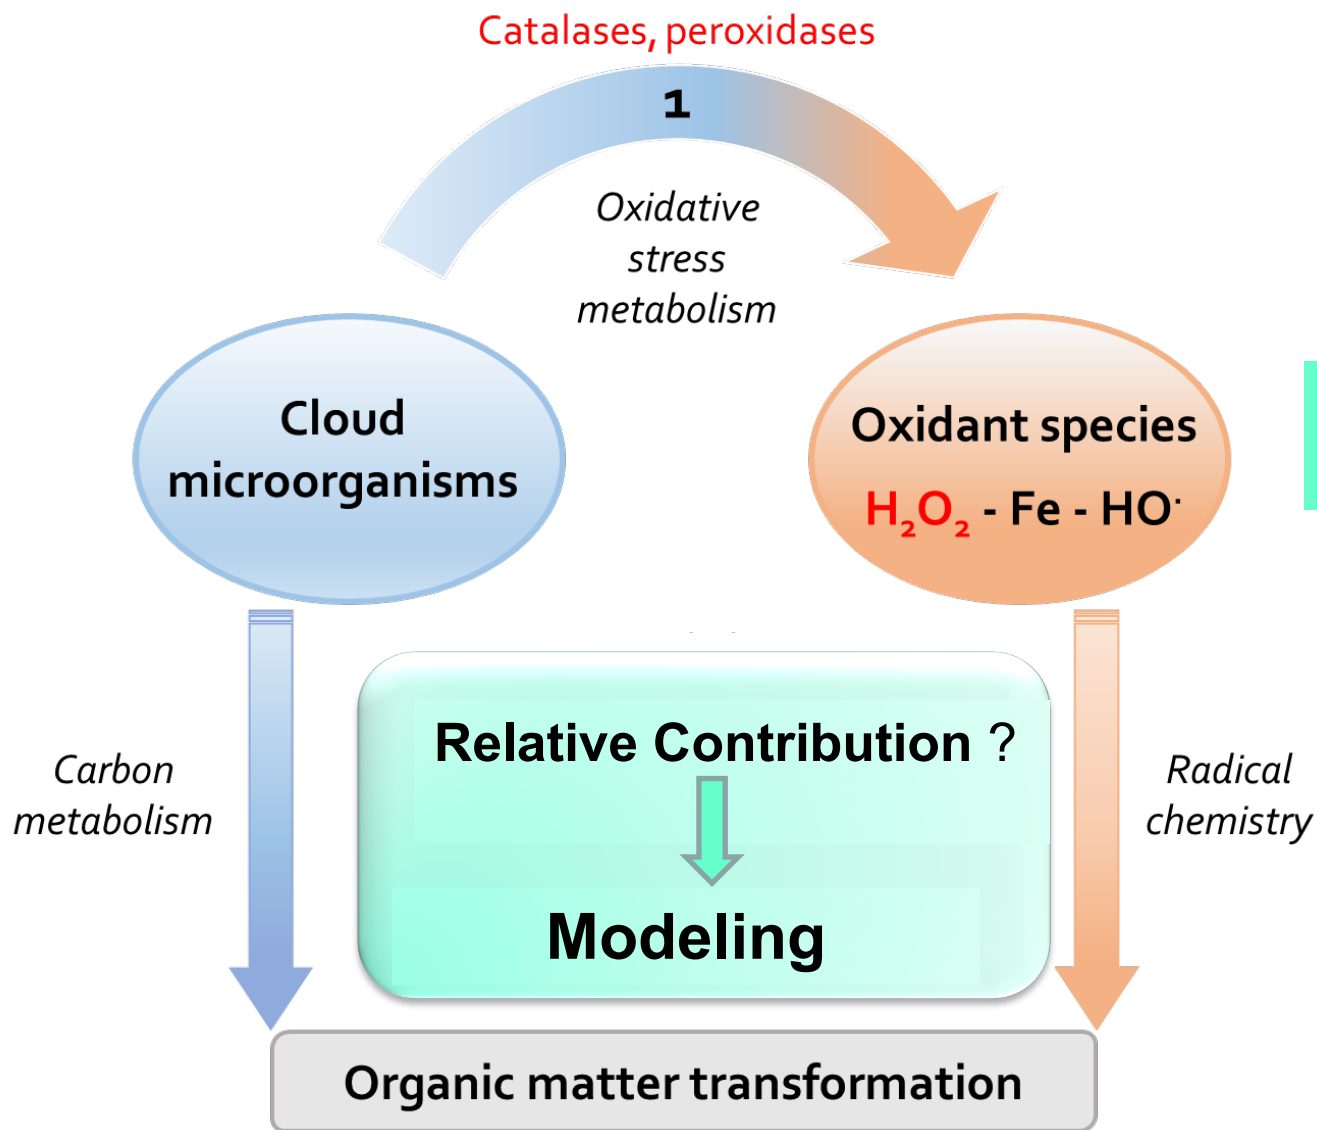 Catalases, peroxidases
1
Oxidative
stress
metabolism
Cloud
microorganisms
Oxidant species
H₂O₂ - Fe - HO·
Relative Contribution ?
Carbon
metabolism
Radical
chemistry
Modeling
Organic matter transformation